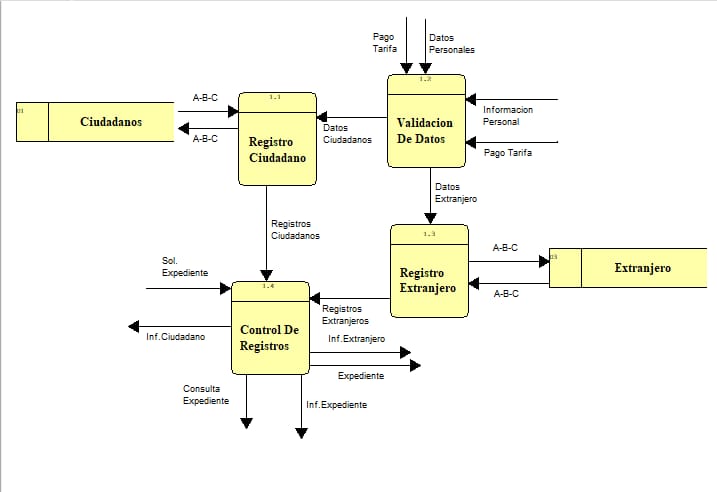 Pago
Tarifa
Datos
Personales
1.2
Validacion
De Datos
Informacion
Personal
Pago Tarifa
A-B-C
1.1
Registro
Ciudadano
Datos
Ciudadanos
Ciudadanos
A-B-C
Datos
Extranjero
Registros
Ciudadanos
1.3
Registro
Extranjero
A-B-C
Extranjero
A-B-C
Sol.
Expediente
1.4
Control De
Registros
Registros
Extranjeros
Inf.Ciudadano
Inf.Extranjero
Expediente
Consulta
Expediente
Inf.Expediente